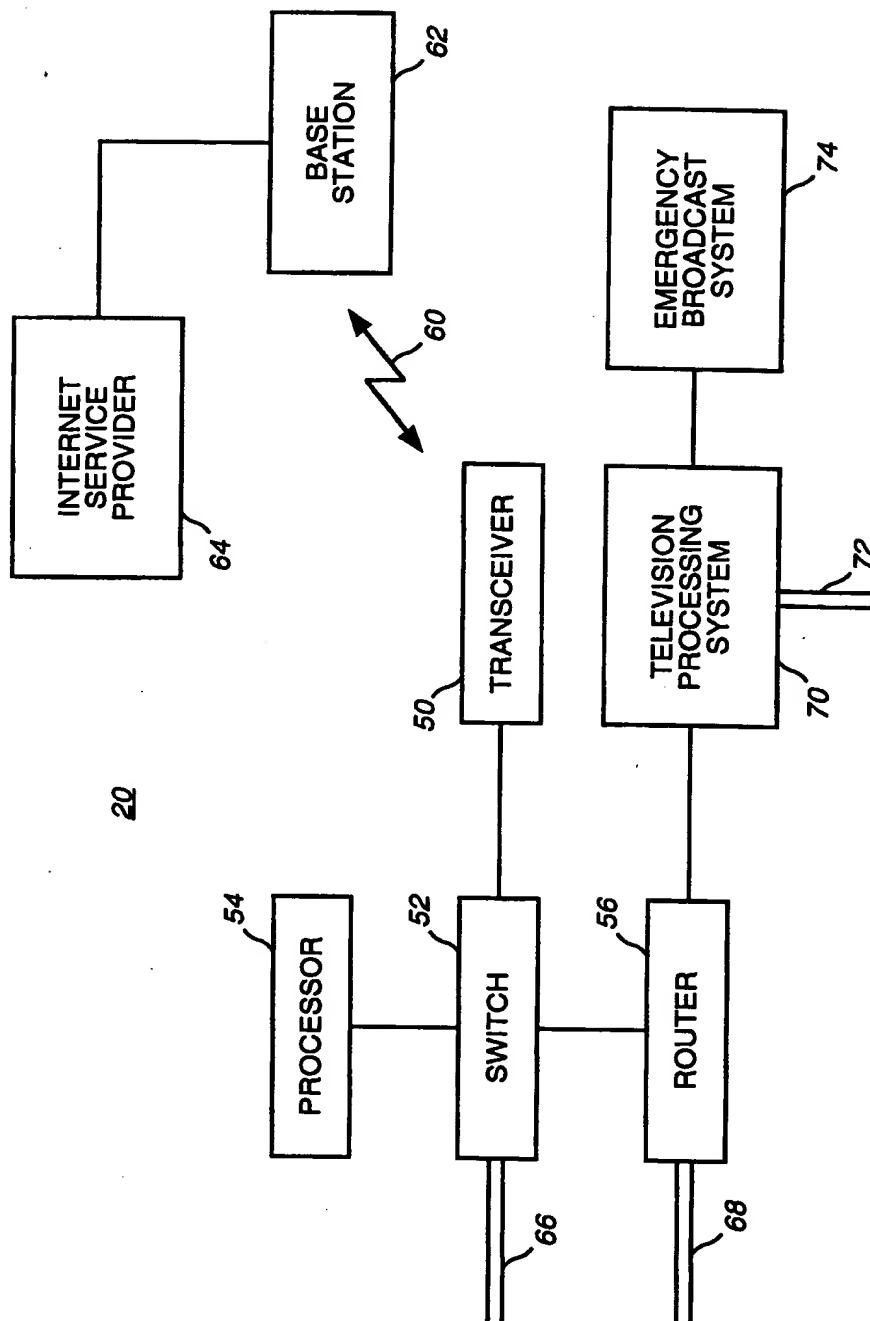 INTERNET
SERVICE
PROVIDER
64
BASE
STATION
62
60
20
TRANSCEIVER
50
PROCESSOR
54
SWITCH
52
66
ROUTER
56
68
TELEVISION
PROCESSING
SYSTEM
70
72
EMERGENCY
BROADCAST
SYSTEM
74